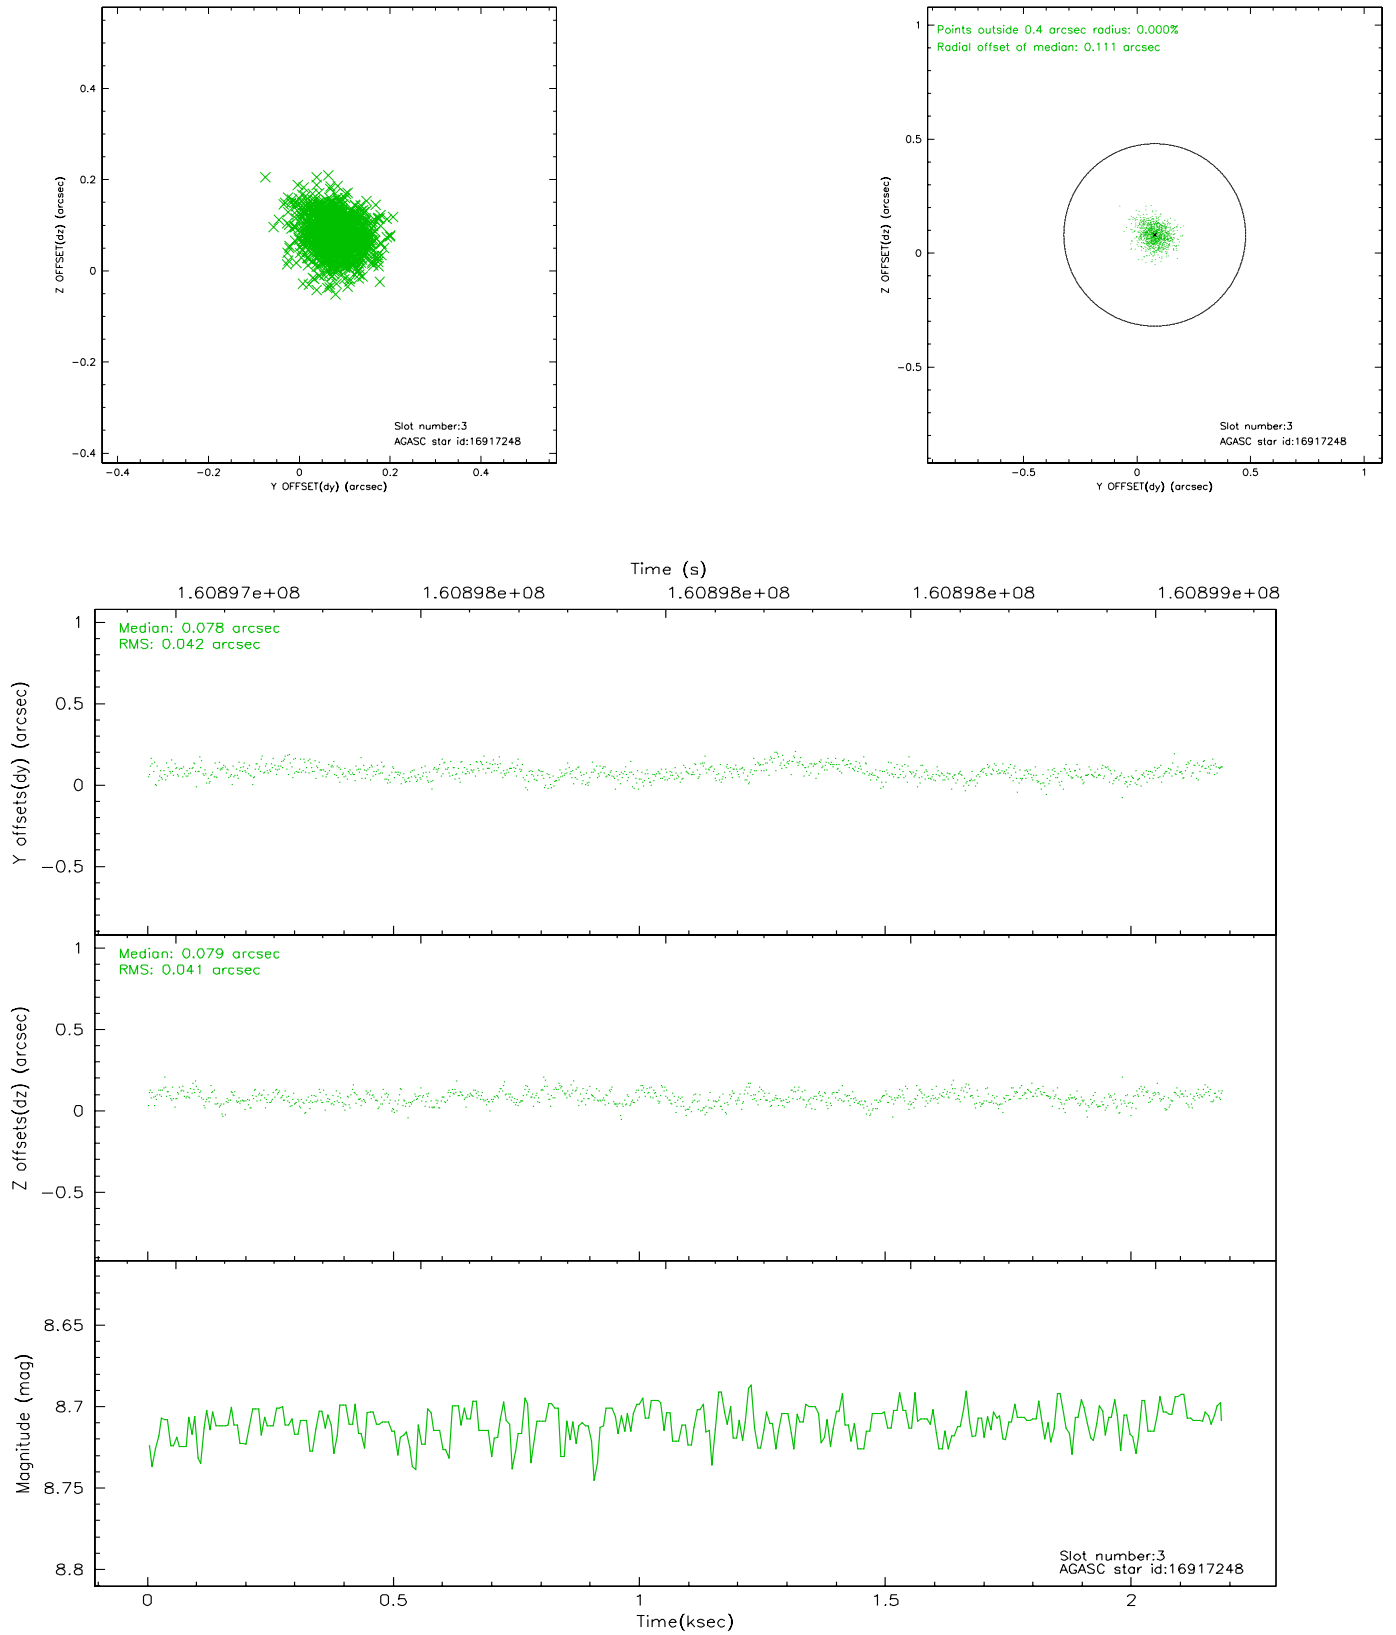 0.4
0.2
0
−0.2
−0.4
Z OFFSET(dz) (arcsec)
Slot number:3
AGASC star id:16917248
−0.4 −0.2 0 0.2 0.4
Y OFFSET(dy) (arcsec)
Points outside 0.4 arcsec radius: 0.000%
Radial offset of median: 0.111 arcsec
1
0.5
0
−0.5
Z OFFSET(dz) (arcsec)
Slot number:3
AGASC star id:16917248
−0.5 0 0.5 1
Y OFFSET(dy) (arcsec)
Time (s)
1.60897e+08 1.60898e+08 1.60898e+08 1.60898e+08 1.60899e+08
Median: 0.078 arcsec
RMS: 0.042 arcsec
1
0.5
0
−0.5
Y offsets(dy) (arcsec)
Median: 0.079 arcsec
RMS: 0.041 arcsec
1
0.5
0
−0.5
Z offsets(dz) (arcsec)
8.65
8.7
8.75
8.8
Magnitude (mag)
Slot number:3
AGASC star id:16917248
0 0.5 1 1.5 2
Time(ksec)